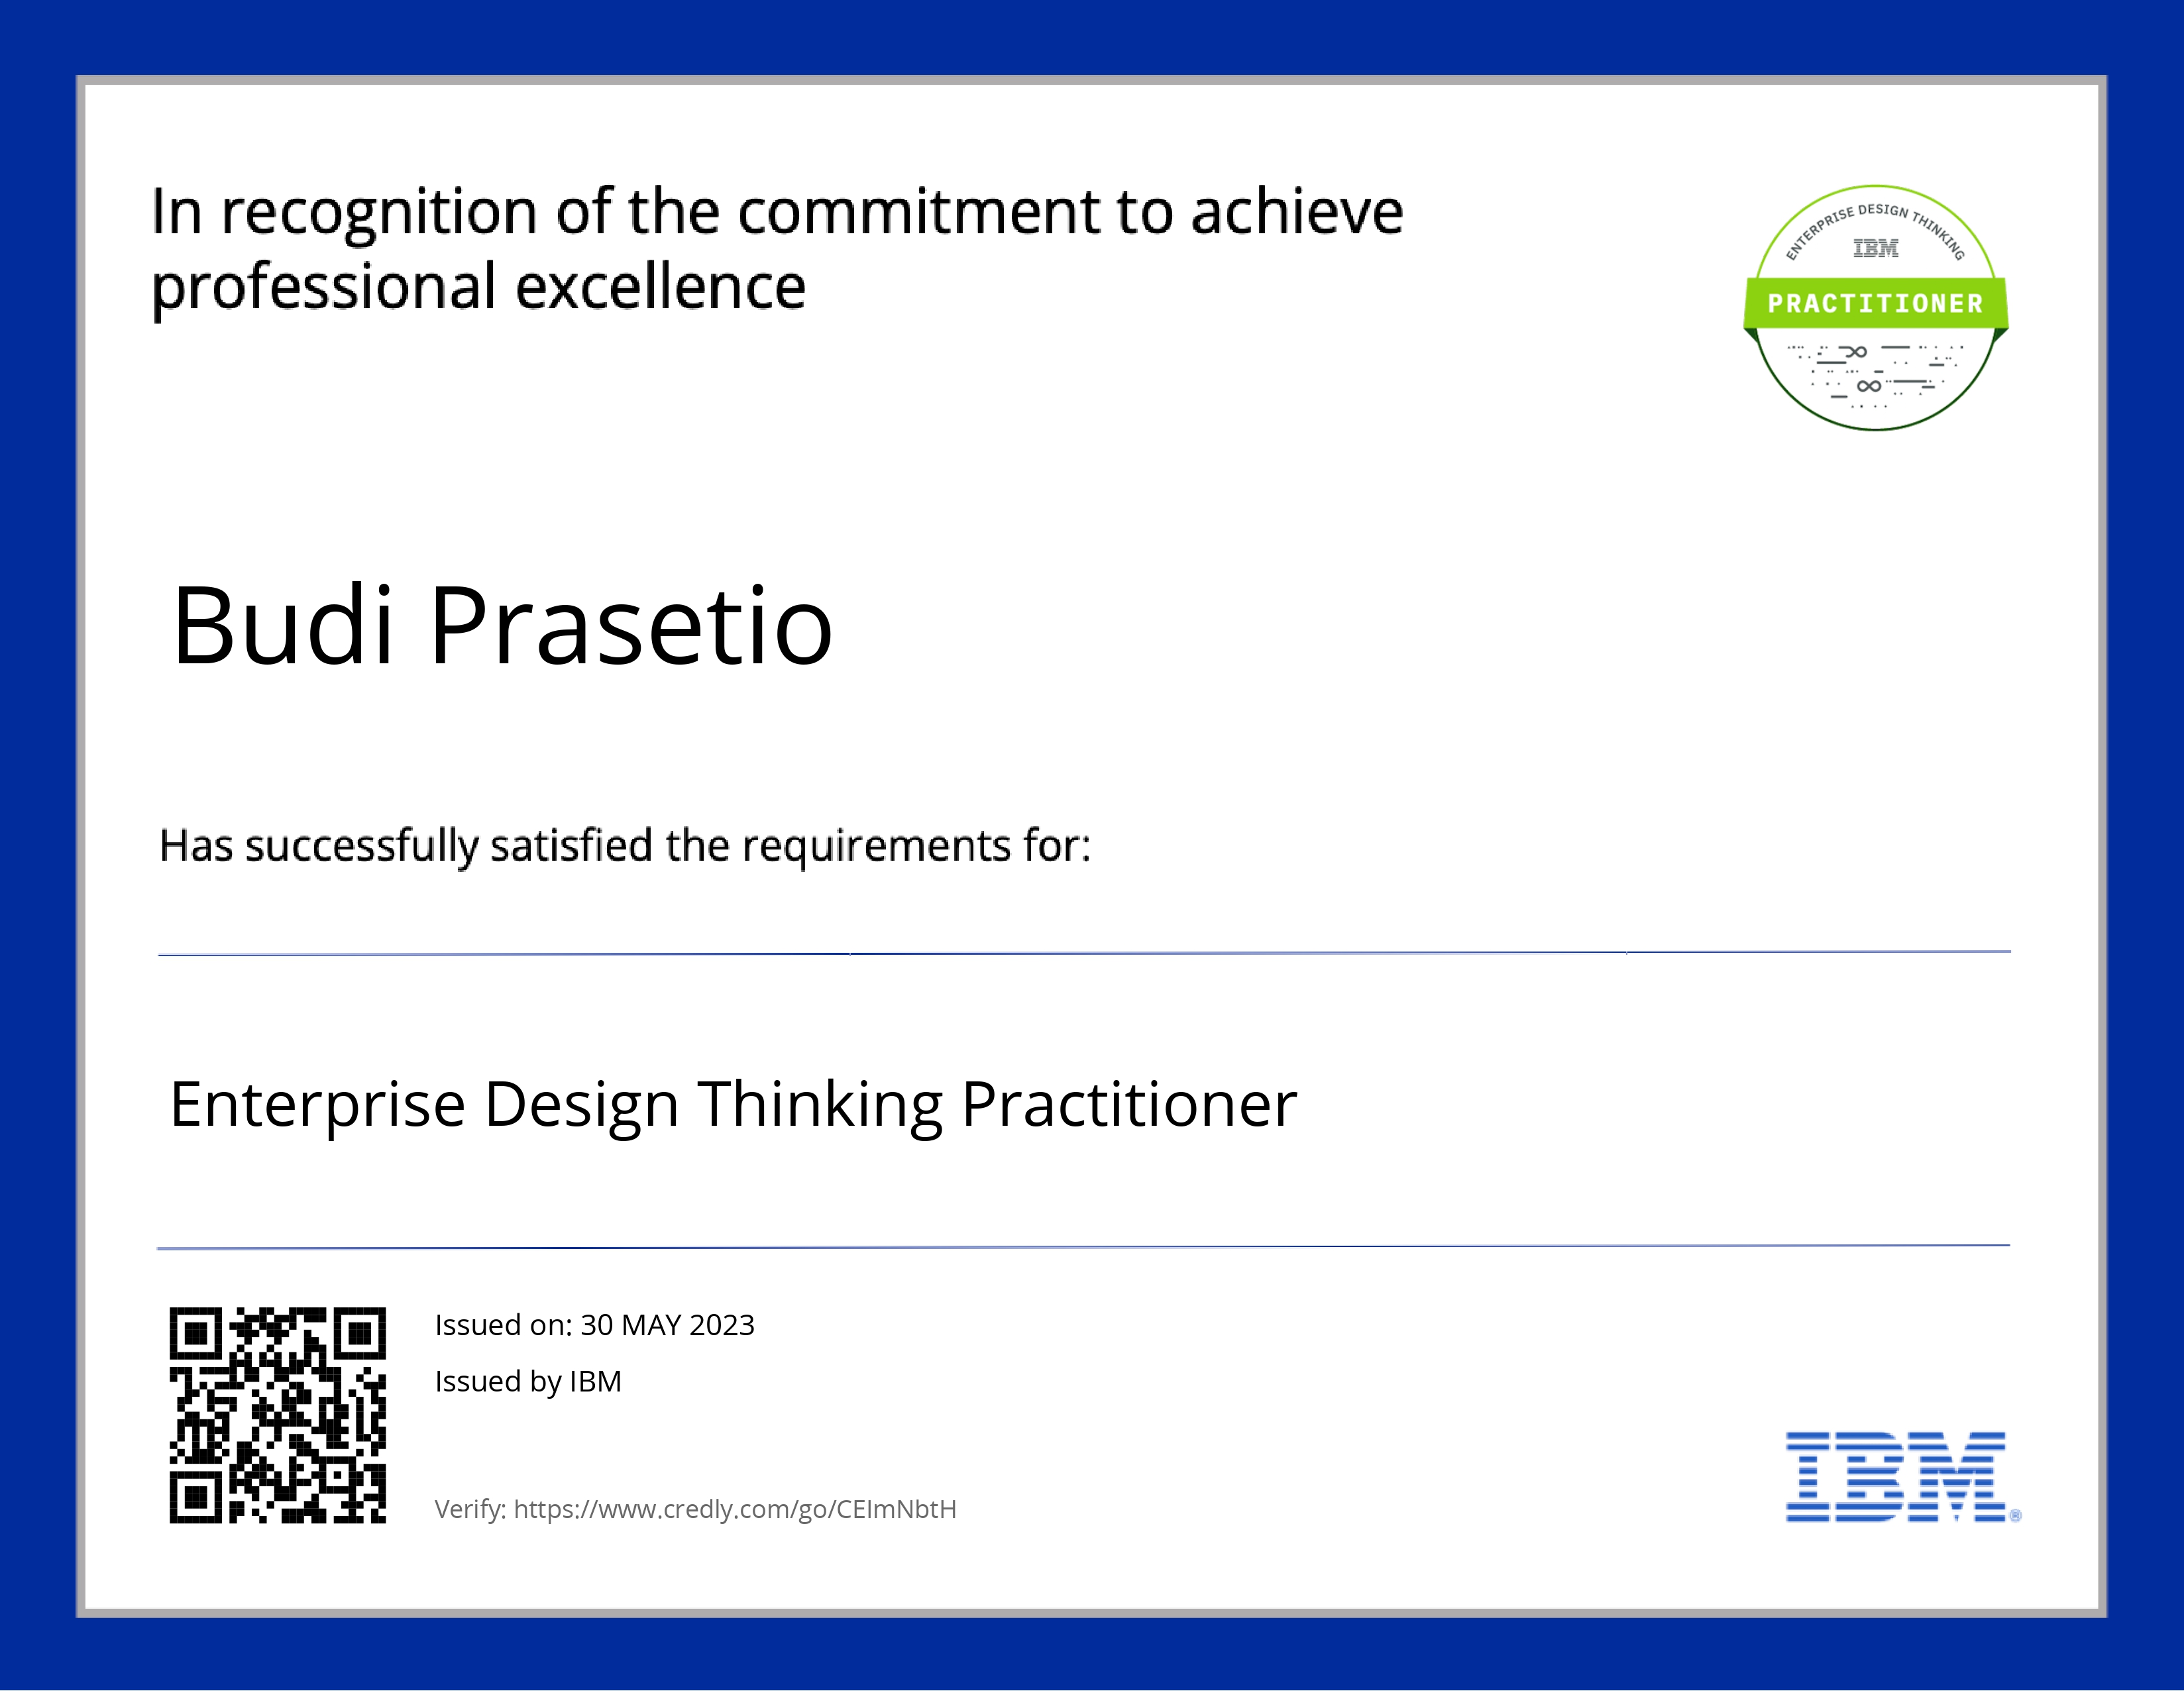 In recognition of the commitment to achieve
professional excellence
ENTERPRISE DESIGN THINKING
IBM
PRACTITIONER
Budi Prasetio
Has successfully satisfied the requirements for:
Enterprise Design Thinking Practitioner
Issued on: 30 MAY 2023
Issued by IBM
Verify: https://www.credly.com/go/CEImNbtH
IBM®